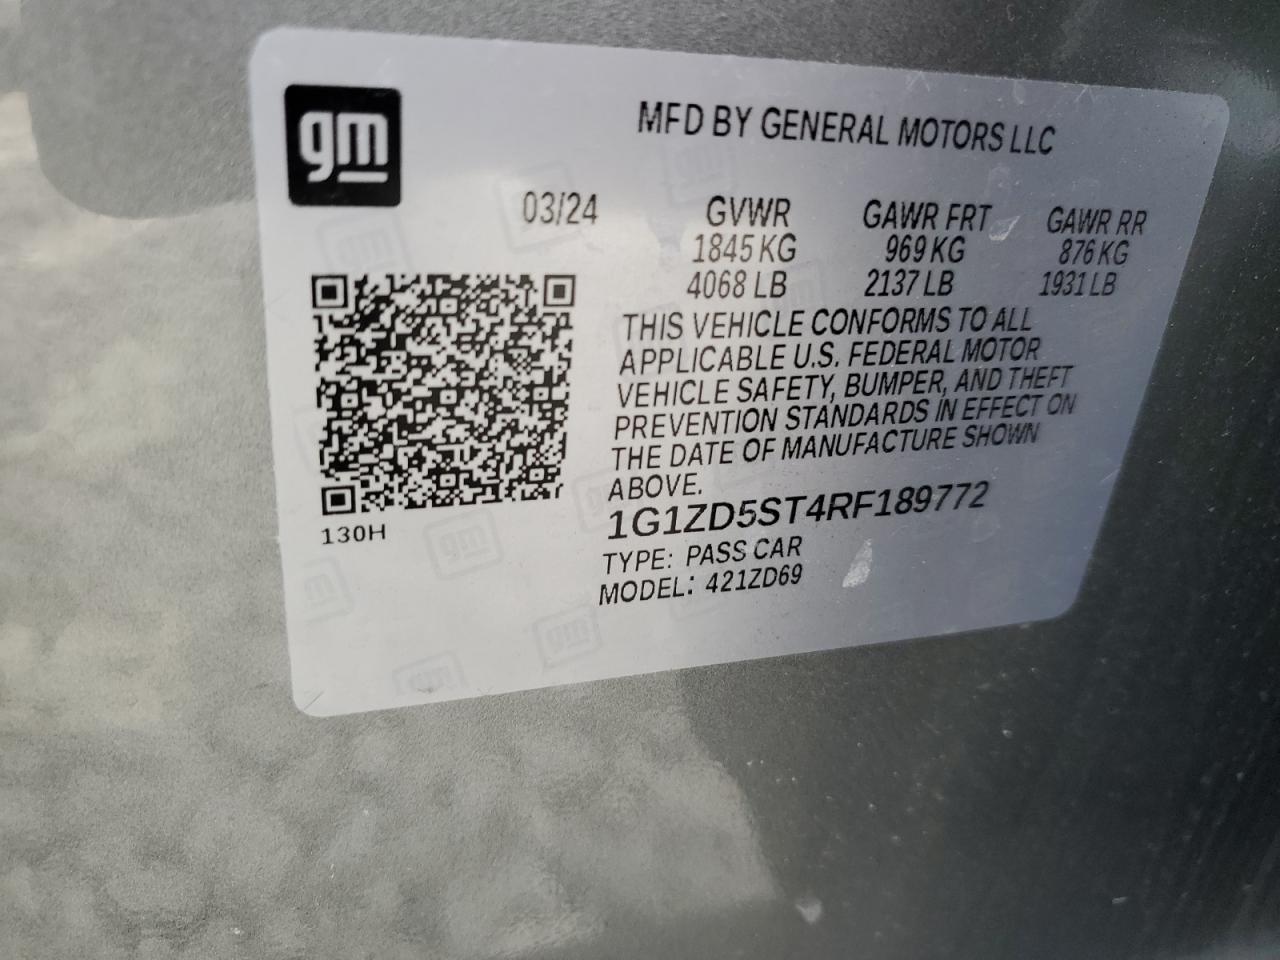 gm
MFD BY GENERAL MOTORS LLC
03/24 GVWR GAWR FRT GAWR RR
1845 KG 969 KG 876 KG
4068 LB 2137 LB 1931 LB
THIS VEHICLE CONFORMS TO ALL
APPLICABLE U.S. FEDERAL MOTOR
VEHICLE SAFETY, BUMPER, AND THEFT
PREVENTION STANDARDS IN EFFECT ON
THE DATE OF MANUFACTURE SHOWN
ABOVE.
1G1ZD5ST4RF189772
130H
TYPE: PASS CAR
MODEL: 421ZD69